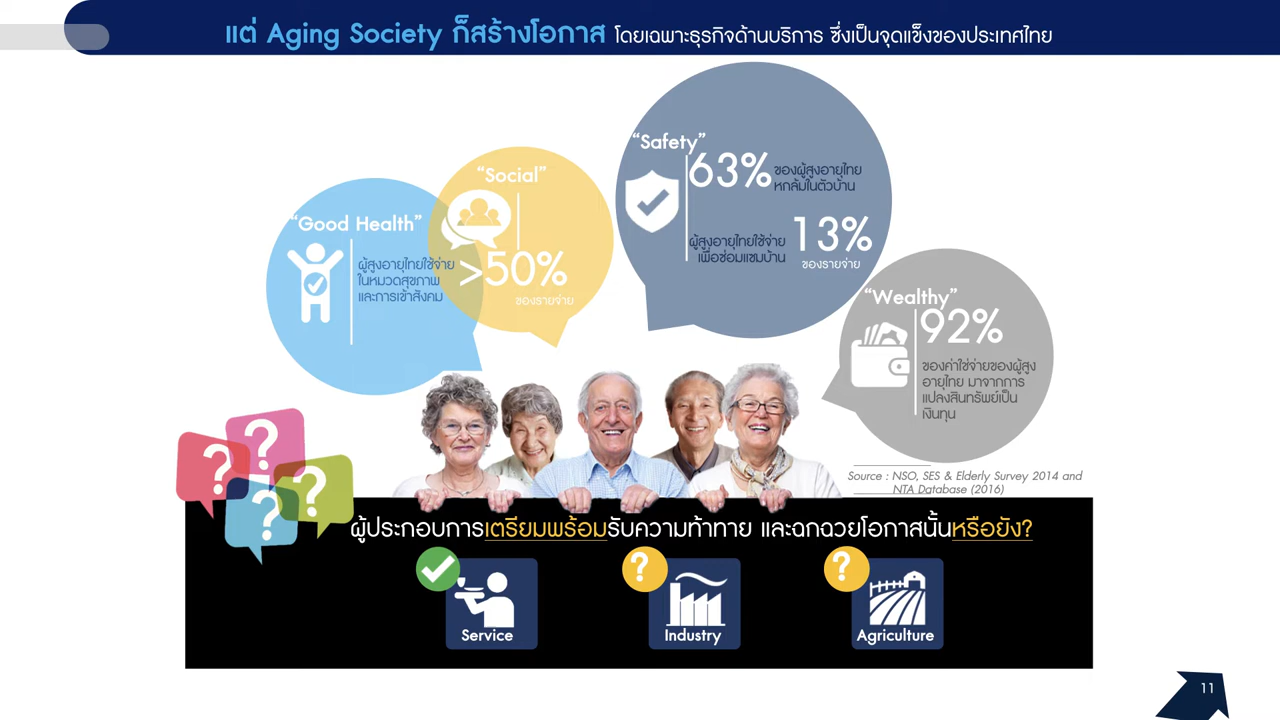 แต่ Aging Society ก็สร้างโอกาส โดยเฉพาะธุรกิจด้านบริการ ซึ่งเป็นจุดแข็งของประเทศไทย
“Good Health”
ผู้สูงอายุไทยใช้จ่าย
ในหมวดสุขภาพ
และการเข้าสังคม
“Social”
>50%
ของรายจ่าย
“Safety”
63%
ของผู้สูงอายุไทย
หกล้มในตัวบ้าน
ผู้สูงอายุไทยใช้จ่าย
เพื่อซ่อมแซมบ้าน
13%
ของรายจ่าย
“Wealthy”
92%
ของค่าใช่จ่ายของผู้สูง
อายุไทย มาจากการ
แปลงสินทรัพย์เป็น
เงินทุน
Source : NSO, SES & Elderly Survey 2014 and
NTA Database (2016)
? ? ? ?
ผู้ประกอบการเตรียมพร้อมรับความท้าทาย และฉกฉวยโอกาสนั้นหรือยัง?
Service
?
Industry
?
Agriculture
11